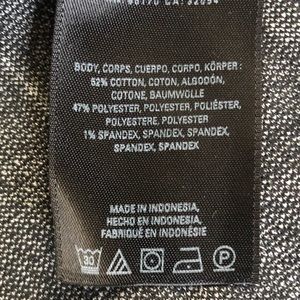 BODY, CORPS, CUERPO, CORPO, KÖRPER :
52% COTTON, COTON, ALGODÓN,
COTONE, BAUMWOLLE
47% POLYESTER, POLYESTER, POLIÉSTER,
POLIESTERE, POLYESTER
1% SPANDEX, SPANDEX, SPANDEX,
SPANDEX, SPANDEX
MADE IN INDONESIA,
HECHO EN INDONESIA,
FABRIQUÉ EN INDONÉSIE
30
P